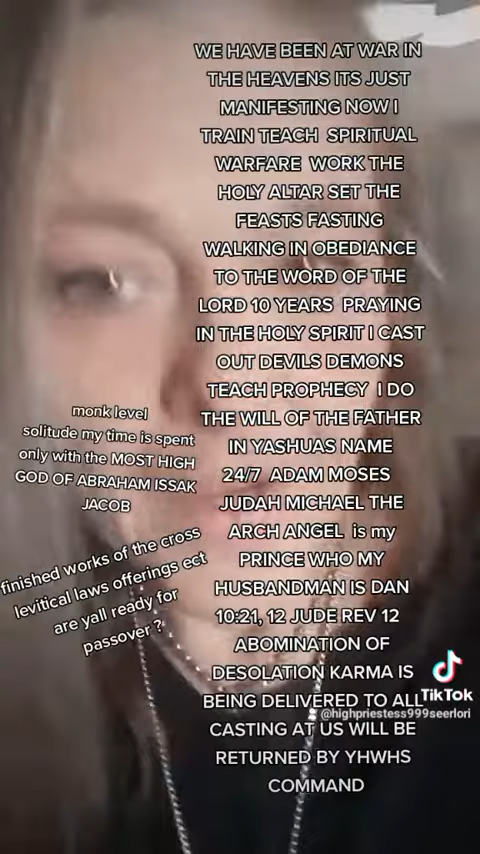 WE HAVE BEEN AT WAR IN
THE HEAVENS ITS JUST
MANIFESTING NOW I
TRAIN TEACH SPIRITUAL
WARFARE WORK THE
HOLY ALTAR SET THE
FEASTS FASTING
WALKING IN OBEDIANCE
TO THE WORD OF THE
LORD 10 YEARS PRAYING
IN THE HOLY SPIRIT I CAST
OUT DEVILS DEMONS
TEACH PROPHECY I DO
THE WILL OF THE FATHER
IN YASHUAS NAME
24/7 ADAM MOSES
JUDAH MICHAEL THE
ARCH ANGEL is my
PRINCE WHO MY
HUSBANDMAN IS DAN
10:21, 12 JUDE REV 12
ABOMINATION OF
DESOLATION KARMA IS
BEING DELIVERED TO ALL
CASTING AT US WILL BE
RETURNED BY YHWHS
COMMAND
monk level
solitude my time is spent
only with the MOST HIGH
GOD OF ABRAHAM ISSAK
JACOB
finished works of the cross
levitical laws offerings ect
are yall ready for
passover ?
TikTok
@highpriestess999seerlori